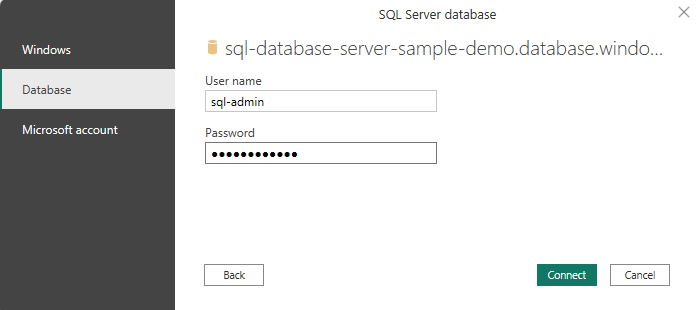 SQL Server database
Windows
Database
Microsoft account
sql-database-server-sample-demo.database.windo...
User name
sql-admin
Password
●●●●●●●●●●●●
Back
Connect
Cancel